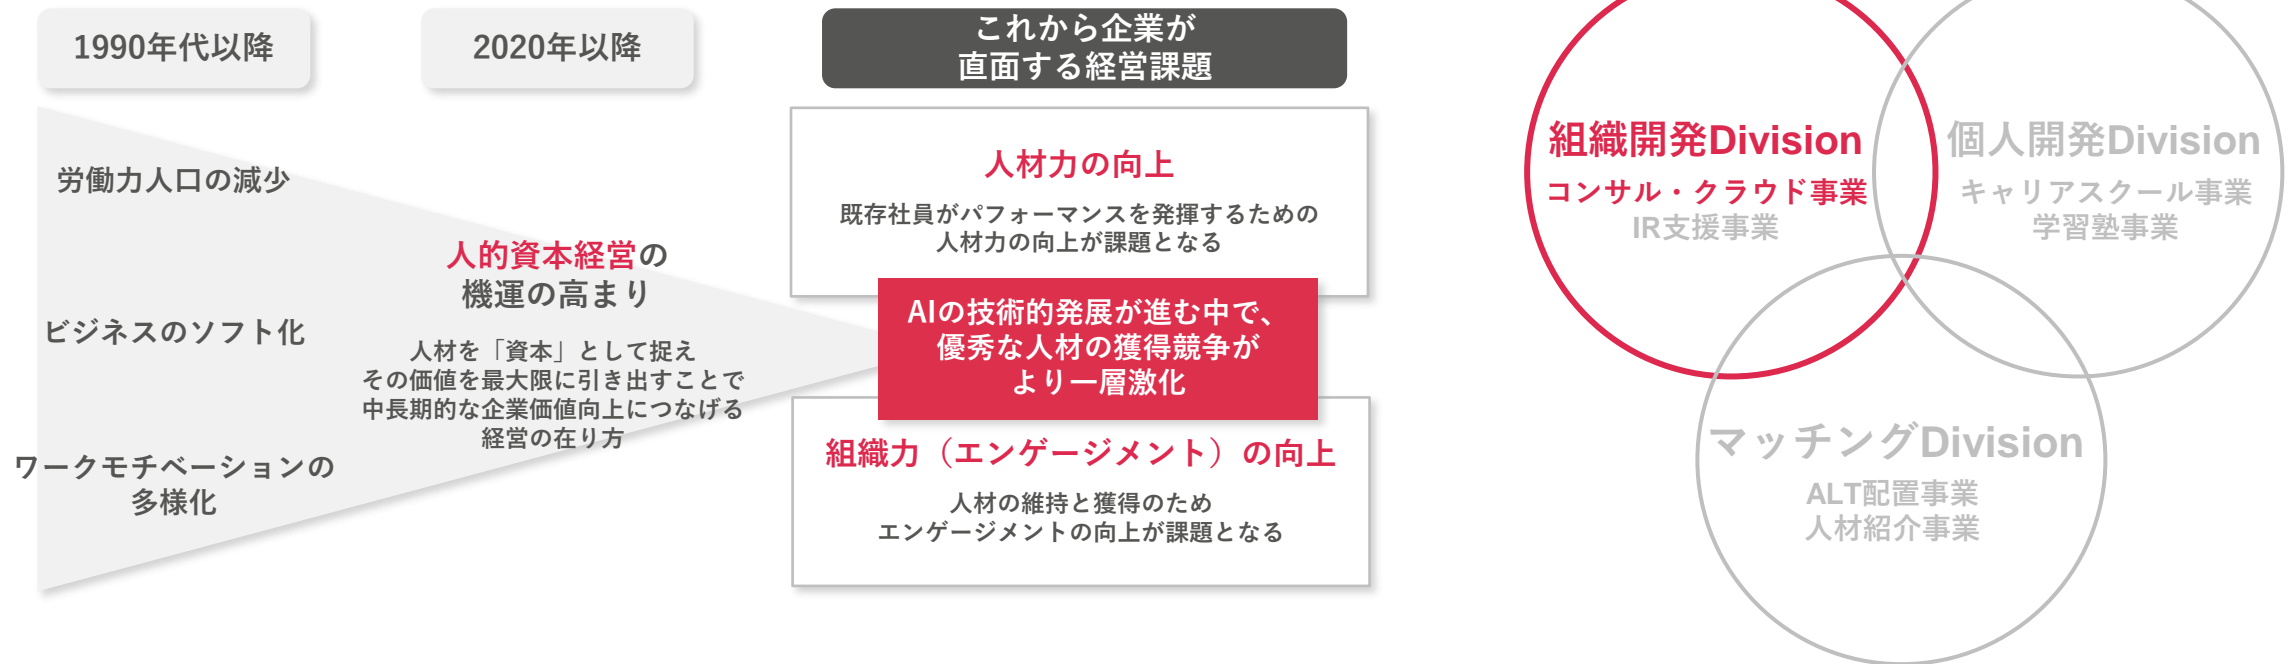 1990年代以降
労働力人口の減少
ビジネスのソフト化
ワークモチベーションの
多様化
2020年以降
人的資本経営の
機運の高まり
人材を「資本」として捉え
その価値を最大限に引き出すことで
中長期的な企業価値向上につなげる
経営の在り方
これから企業が
直面する経営課題
人材力の向上
既存社員がパフォーマンスを発揮するための
人材力の向上が課題となる
AIの技術的発展が進む中で、
優秀な人材の獲得競争が
より一層激化
組織力（エンゲージメント）の向上
人材の維持と獲得のため
エンゲージメントの向上が課題となる
組織開発Division
コンサル・クラウド事業
IR支援事業
個人開発Division
キャリアスクール事業
学習塾事業
マッチングDivision
ALT配置事業
人材紹介事業